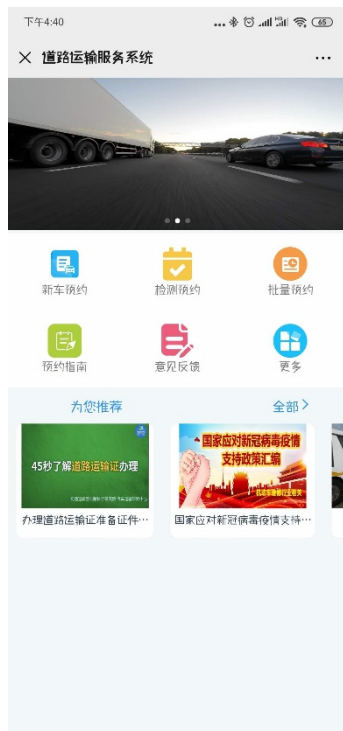 下午4:40
65
道路运输服务系统
新车预约
检测预约
批量预约
预约指南
意见反馈
更多
为您推荐
全部>
45秒了解道路运输证办理
国家应对新冠病毒疫情
支持政策汇编
办理道路运输证准备证件…
国家应对新冠病毒疫情支持…